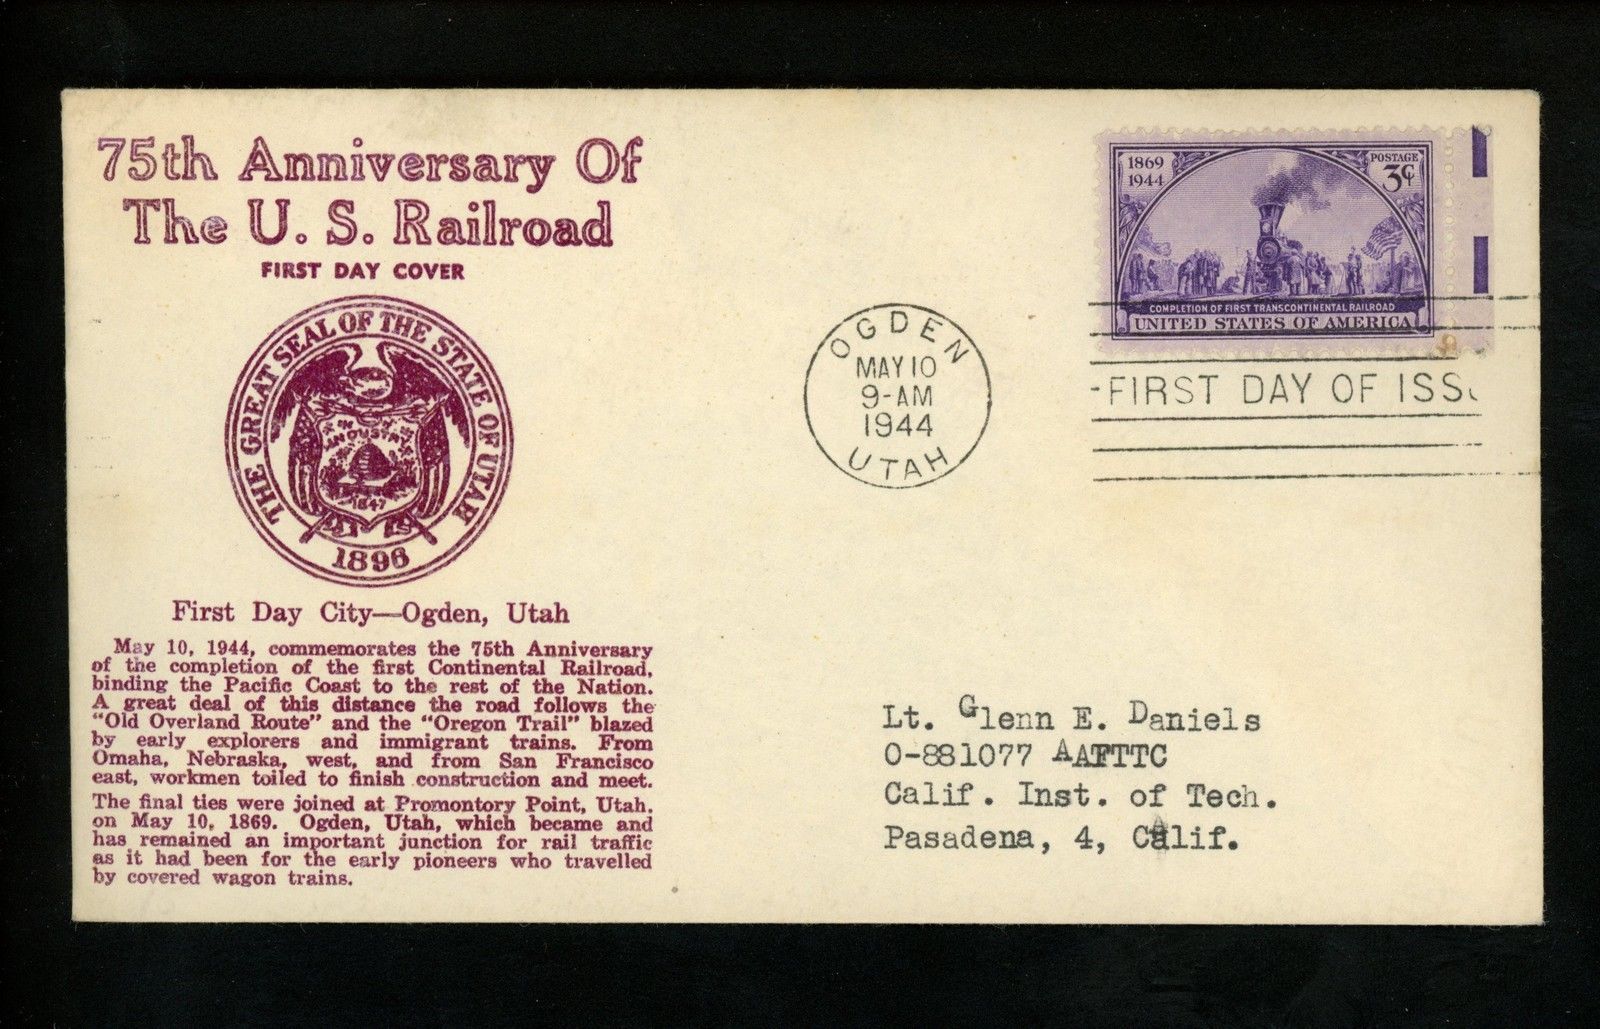 75th Anniversary Of
The U. S. Railroad
FIRST DAY COVER
THE GREAT SEAL OF THE STATE OF UTAH
INDUSTRY
1847
1896
First Day City—Ogden, Utah
May 10, 1944, commemorates the 75th Anniversary
of the completion of the first Continental Railroad,
binding the Pacific Coast to the rest of the Nation.
A great deal of this distance the road follows the
"Old Overland Route" and the "Oregon Trail" blazed
by early explorers and immigrant trains. From
Omaha, Nebraska, west, and from San Francisco
east, workmen toiled to finish construction and meet.
The final ties were joined at Promontory Point, Utah,
on May 10, 1869. Ogden, Utah, which became and
has remained an important junction for rail traffic
as it had been for the early pioneers who travelled
by covered wagon trains.
OGDEN
MAY 10
9-AM
1944
UTAH
1869
1944
POSTAGE
3¢
COMPLETION OF FIRST TRANSCONTINENTAL RAILROAD
UNITED STATES OF AMERICA
-FIRST DAY OF ISSU
Lt. Glenn E. Daniels
O-881077 AAFTTC
Calif. Inst. of Tech.
Pasadena, 4, Calif.